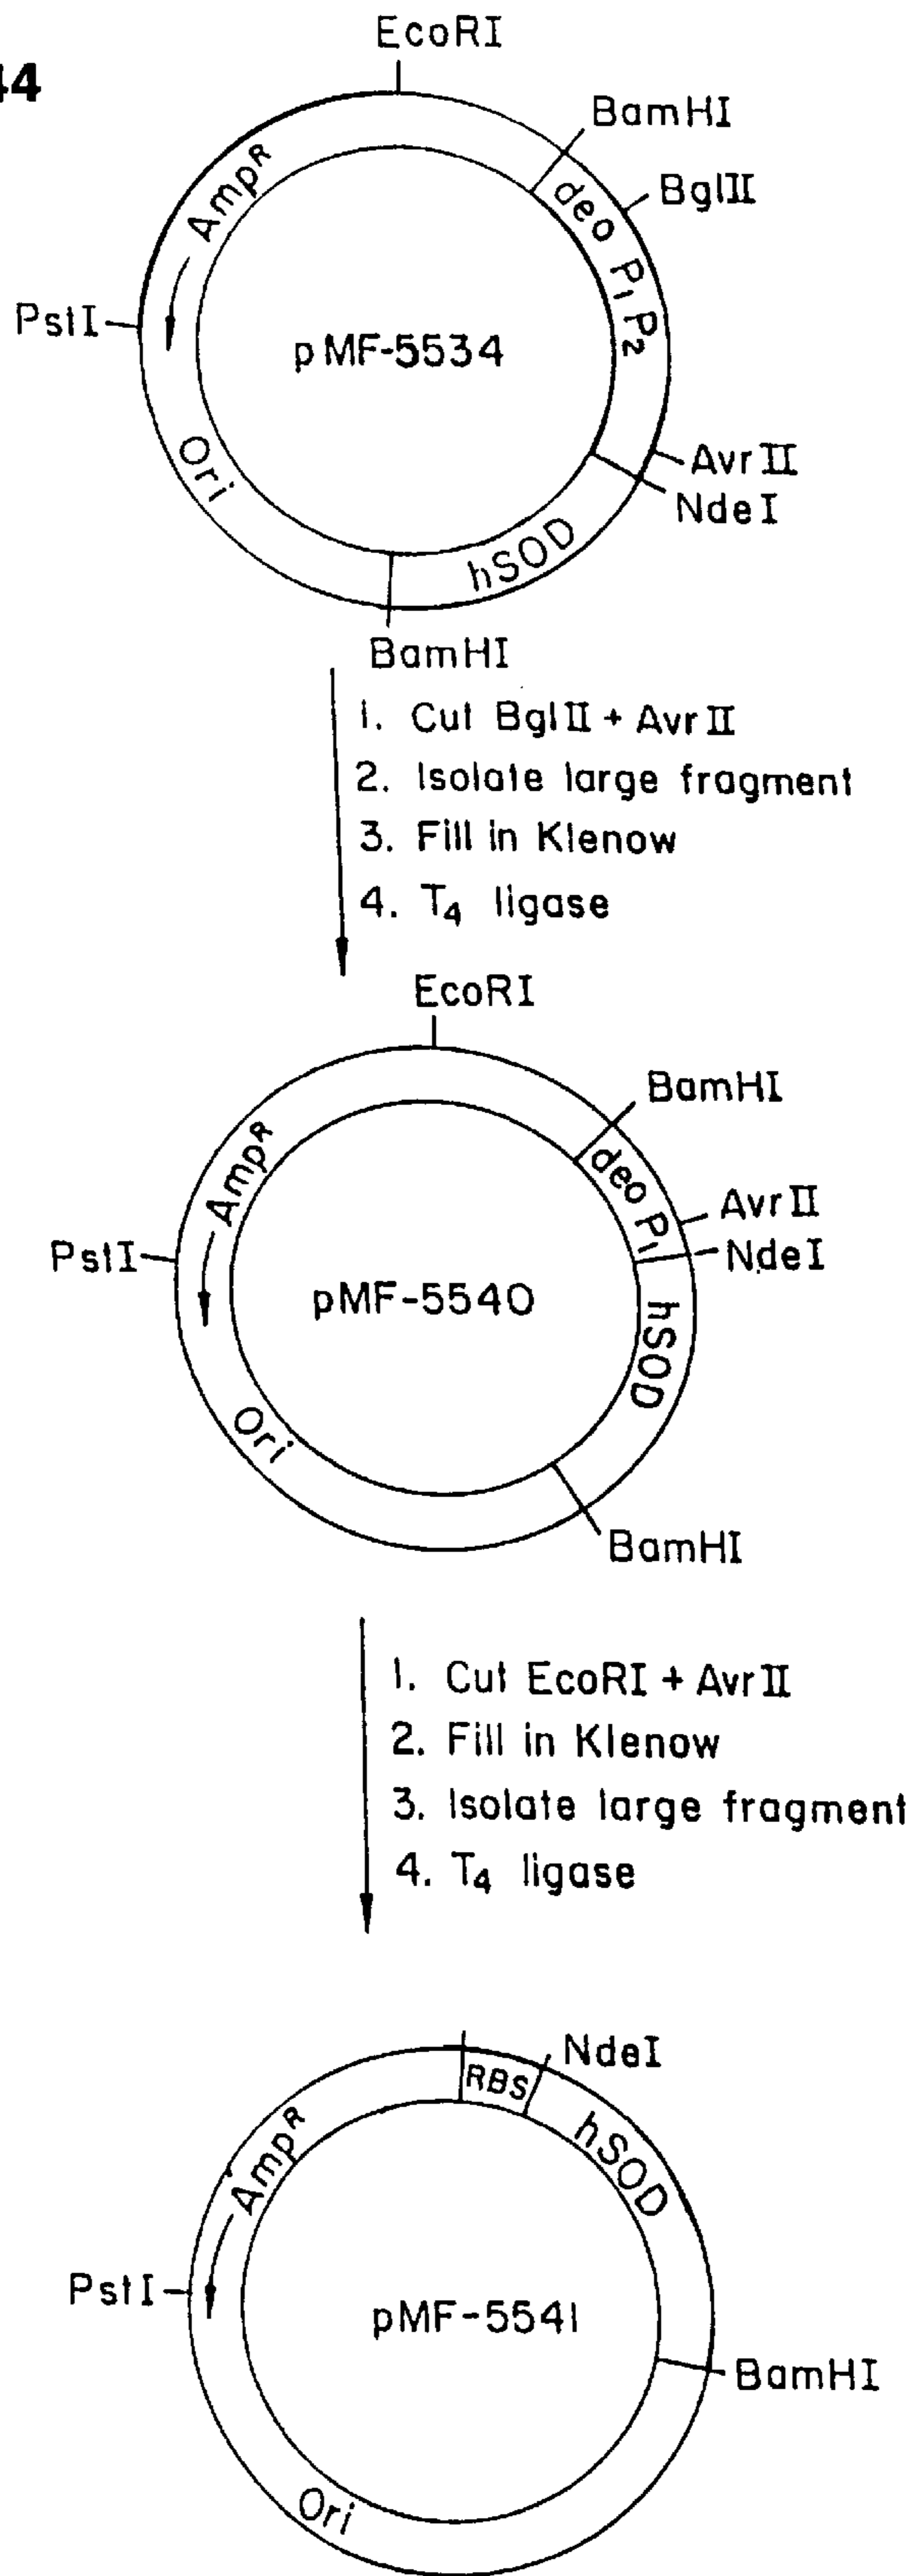 44
EcoRI
BamHI
BglII
Amp^R
deo P₁P₂
PstI
pMF-5534
AvrII
NdeI
Ori
hSOD
BamHI
1. Cut BglII + AvrII
2. Isolate large fragment
3. Fill in Klenow
4. T₄ ligase
EcoRI
BamHI
Amp^R
deo P₁
AvrII
PstI
NdeI
pMF-5540
hSOD
Ori
BamHI
1. Cut EcoRI + AvrII
2. Fill in Klenow
3. Isolate large fragment
4. T₄ ligase
NdeI
RBS
Amp^R
hSOD
PstI
pMF-5541
BamHI
Ori